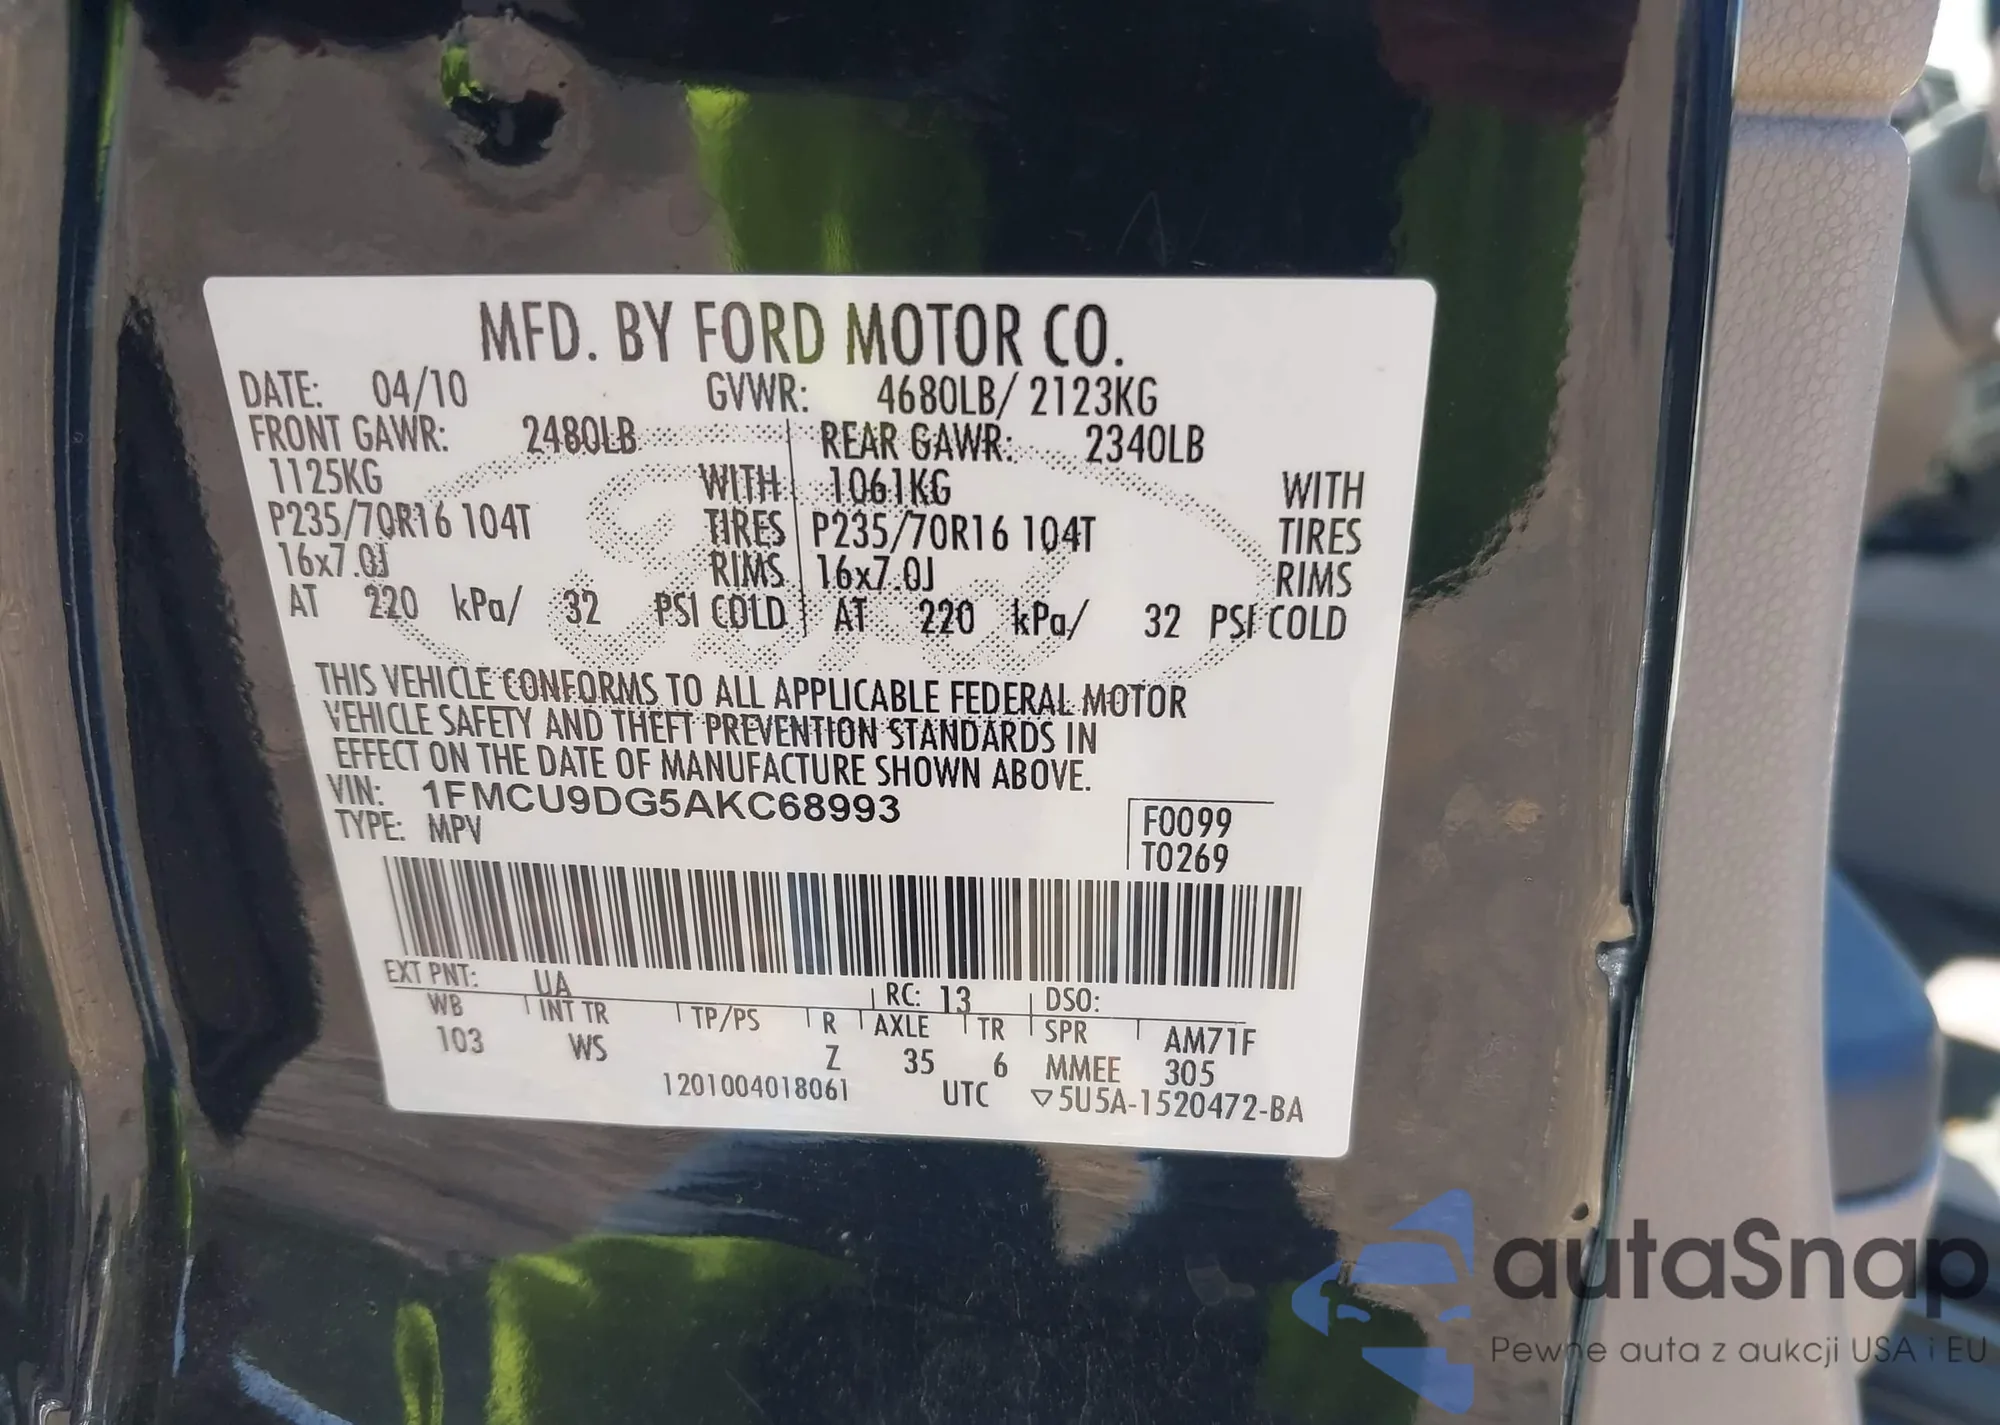 MFD. BY FORD MOTOR CO.
DATE: 04/10 GVWR: 4680LB/ 2123KG
FRONT GAWR: 2480LB REAR GAWR: 2340LB
1125KG WITH 1061KG WITH
P235/70R16 104T TIRES P235/70R16 104T TIRES
16x7.0J RIMS 16x7.0J RIMS
AT 220 kPa/ 32 PSI COLD AT 220 kPa/ 32 PSI COLD
THIS VEHICLE CONFORMS TO ALL APPLICABLE FEDERAL MOTOR
VEHICLE SAFETY AND THEFT PREVENTION STANDARDS IN
EFFECT ON THE DATE OF MANUFACTURE SHOWN ABOVE.
VIN: 1FMCU9DG5AKC68993
TYPE: MPV
F0099
T0269
EXT PNT: UA RC: 13 DSO:
WB INT TR TP/PS R AXLE TR SPR AM71F
103 WS Z 35 6 MMEE 305
1201004018061 UTC ▽5U5A-1520472-BA
autaSnap
Pewne auta z aukcji USA i EU